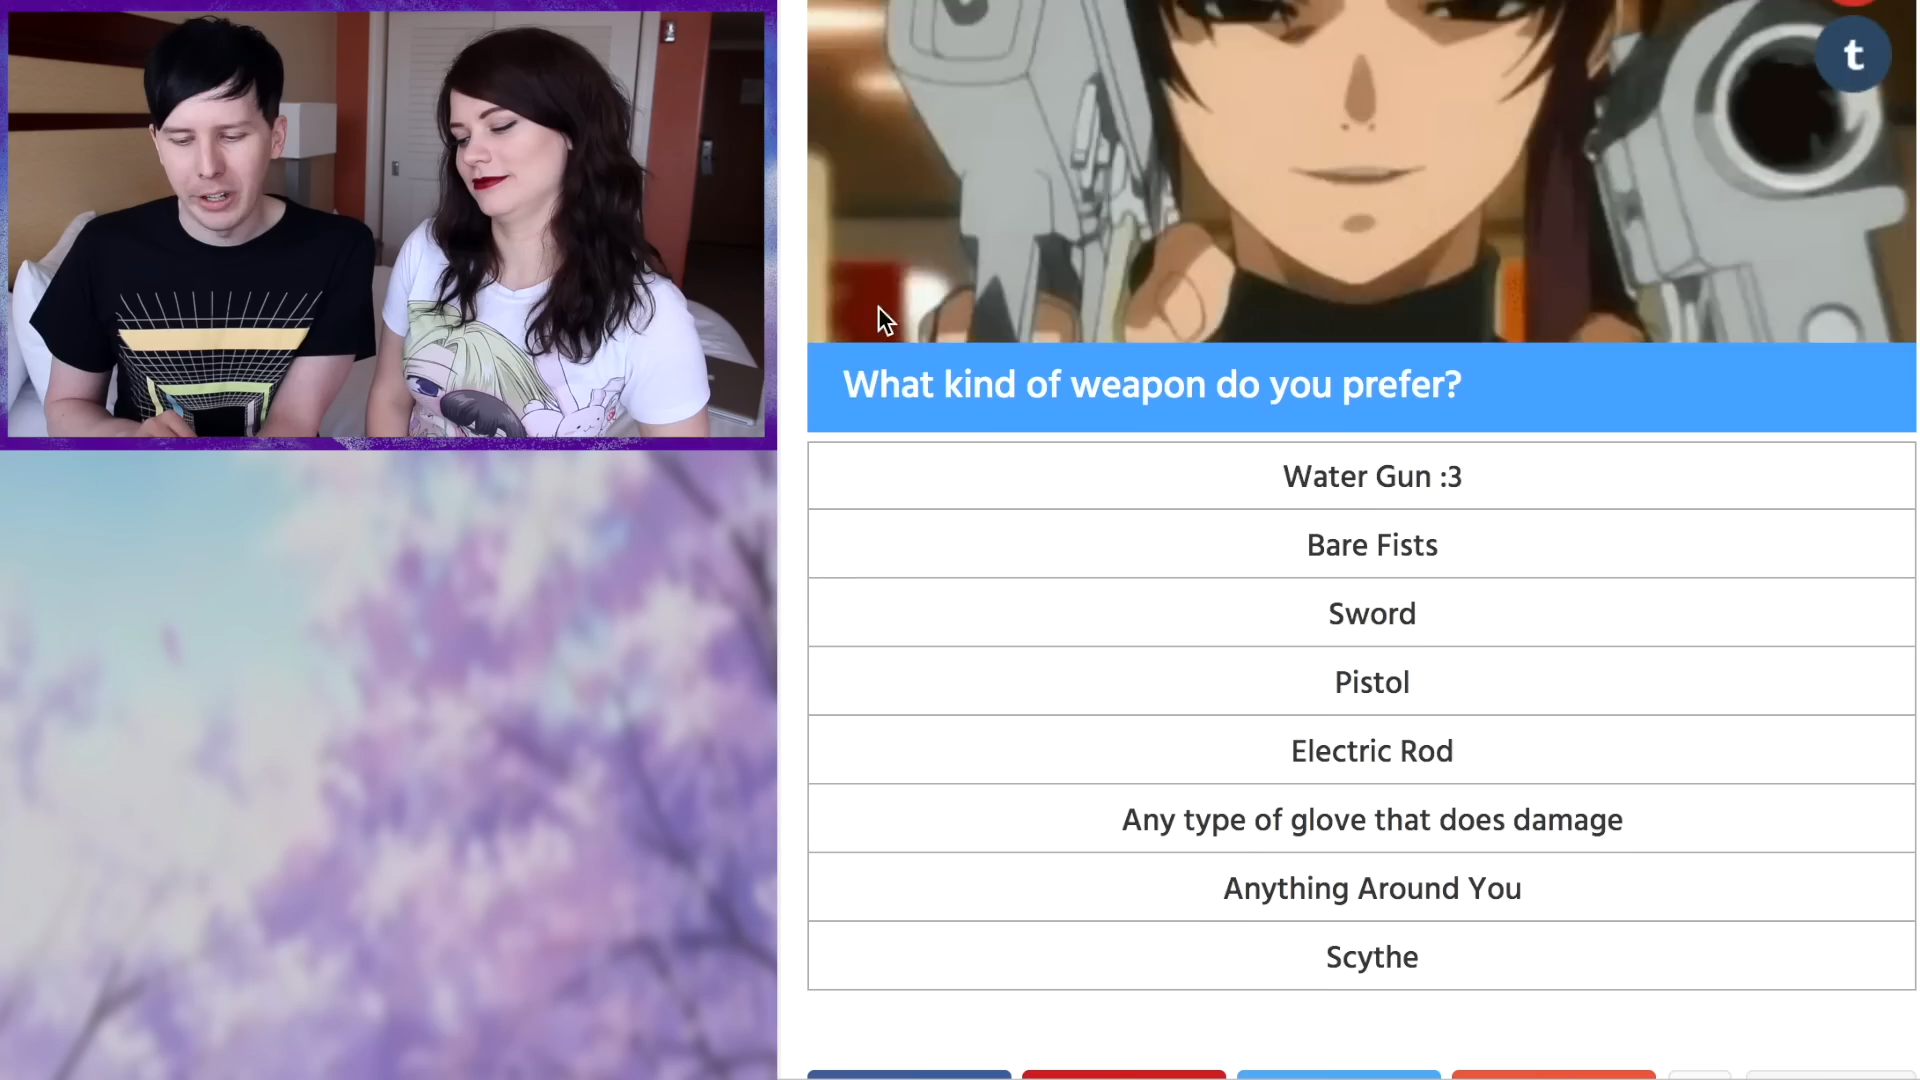 t
What kind of weapon do you prefer?
Water Gun :3
Bare Fists
Sword
Pistol
Electric Rod
Any type of glove that does damage
Anything Around You
Scythe